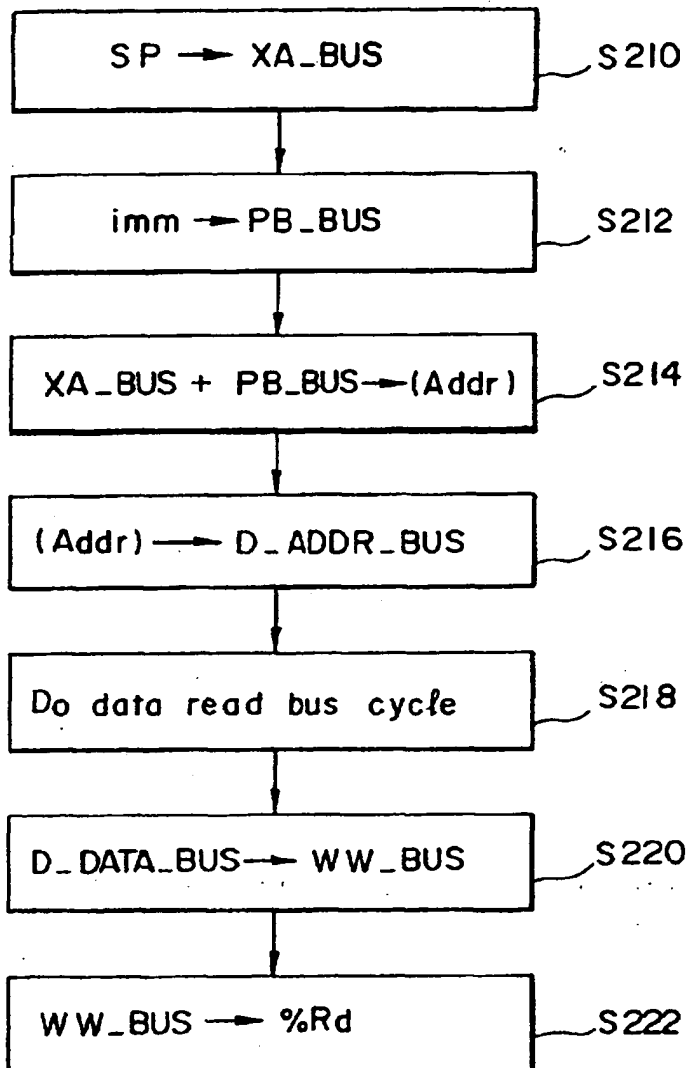 SP → XA_BUS S210
imm → PB_BUS S212
XA_BUS + PB_BUS → (Addr) S214
(Addr) → D_ADDR_BUS S216
Do data read bus cycle S218
D_DATA_BUS → WW_BUS S220
WW_BUS → %Rd S222